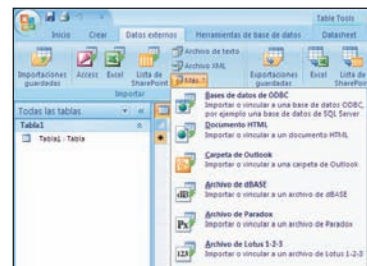 Table Tools
Inicio Crear Datos externos Herramientas de base de datos Datasheet
Importaciones guardadas
Access
Excel
Lista de SharePoint
Archivo de texto
Archivo XML
Más
Importar
Exportaciones guardadas
Excel
Lista de SharePoint
Todas las tablas
Tabla1
Tabla1 : Tabla
Bases de datos de ODBC
Importar o vincular a una base de datos ODBC,
por ejemplo una base de datos de SQL Server
Documento HTML
Importar o vincular a un documento HTML
Carpeta de Outlook
Importar o vincular a una carpeta de Outlook
Archivo de dBASE
Importar o vincular a un archivo de dBASE
Archivo de Paradox
Importar o vincular a un archivo de Paradox
Archivo de Lotus 1-2-3
Importar o vincular a un archivo de Lotus 1-2-3